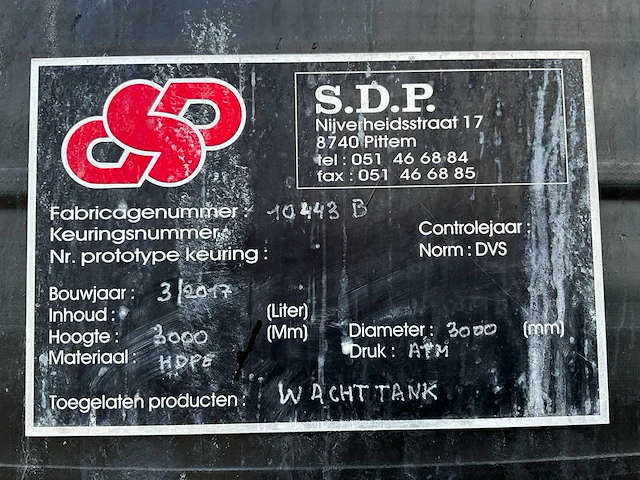 SDP
S.D.P.
Nijverheidsstraat 17
8740 Pittem
tel : 051 46 68 84
fax : 051 46 68 85
Fabricagenummer : 10443 B
Keuringsnummer :
Controlejaar :
Nr. prototype keuring :
Norm : DVS
Bouwjaar : 3/2017
Inhoud : (Liter)
Hoogte : 3000 (Mm) Diameter : 3000 (mm)
Materiaal : HDPE Druk : ATM
Toegelaten producten : WACHTTANK